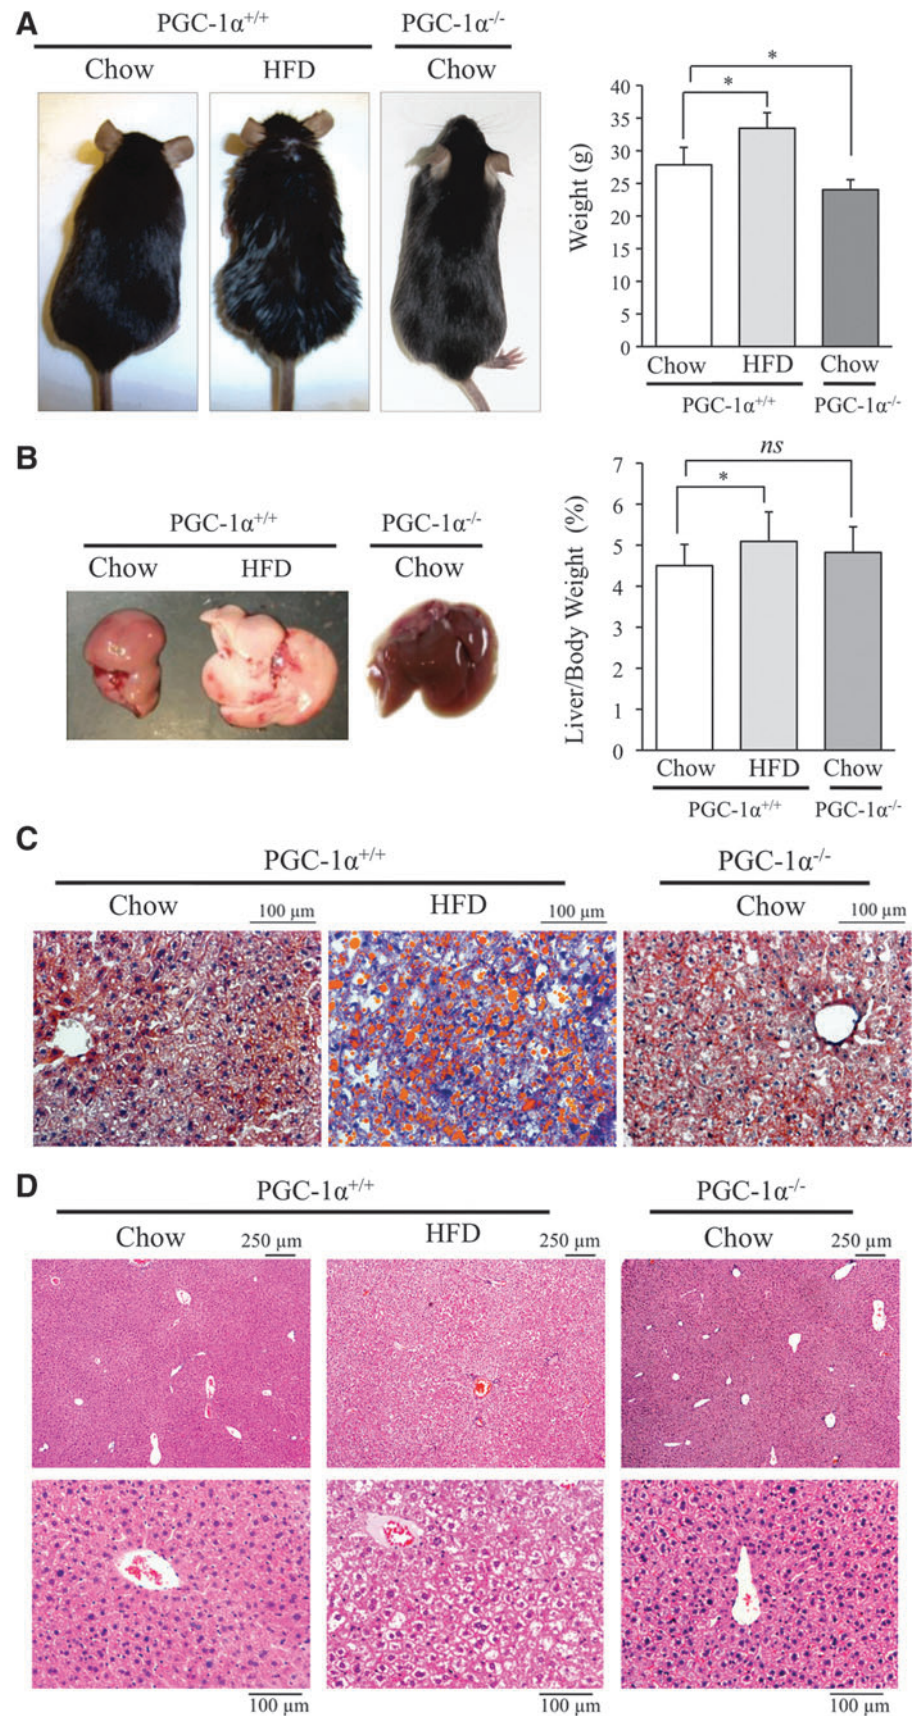 A
PGC-1α+/+ PGC-1α-/-
Chow HFD Chow
*
*
40
35
30
25
20
15
10
5
0
Weight (g)
Chow HFD Chow
PGC-1α+/+ PGC-1α-/-
B
PGC-1α+/+ PGC-1α-/-
Chow HFD Chow
ns
*
7
6
5
4
3
2
1
0
Liver/Body Weight (%)
Chow HFD Chow
PGC-1α+/+ PGC-1α-/-
C
PGC-1α+/+ PGC-1α-/-
Chow 100 µm HFD 100 µm Chow 100 µm
D
PGC-1α+/+ PGC-1α-/-
Chow 250 µm HFD 250 µm Chow 250 µm
100 µm 100 µm 100 µm